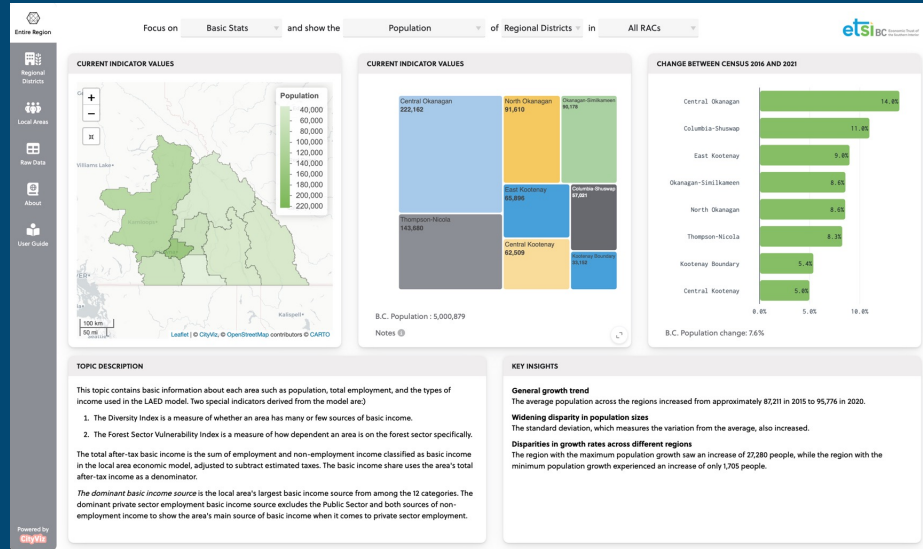 Entire Region
Focus on Basic Stats and show the Population of Regional Districts in All RACs
etsi BC
Regional
Districts
Local Areas
Raw Data
About
User Guide
Powered by
CityViz
CURRENT INDICATOR VALUES
+
−
Population
40,000
60,000
80,000
100,000
120,000
140,000
160,000
180,000
200,000
220,000
Williams Lake
Kamloops
Kalispell
100 km
50 mi
Leaflet | © CityViz, © OpenStreetMap contributors © CARTO
CURRENT INDICATOR VALUES
Central Okanagan
222,162
North Okanagan
91,610
Okanagan-Similkameen
Thompson-Nicola
143,680
East Kootenay
Columbia-Shuswap
Central Kootenay
62,509
Kootenay Boundary
B.C. Population : 5,000,879
Notes
CHANGE BETWEEN CENSUS 2016 AND 2021
Central Okanagan 14.0%
Columbia-Shuswap 11.0%
East Kootenay 9.0%
Okanagan-Similkameen 8.6%
North Okanagan 8.6%
Thompson-Nicola 8.3%
Kootenay Boundary 5.4%
Central Kootenay 5.0%
0.0% 5.0% 10.0%
B.C. Population change: 7.6%
TOPIC DESCRIPTION
This topic contains basic information about each area such as population, total employment, and the types of
income used in the LAED model. Two special indicators derived from the model are:)
1. The Diversity Index is a measure of whether an area has many or few sources of basic income.
2. The Forest Sector Vulnerability Index is a measure of how dependent an area is on the forest sector specifically.
The total after-tax basic income is the sum of employment and non-employment income classified as basic income
in the local area economic model, adjusted to subtract estimated taxes. The basic income share uses the area's total
after-tax income as a denominator.
The dominant basic income source is the local area's largest basic income source from among the 12 categories. The
dominant private sector employment basic income source excludes the Public Sector and both sources of non-
employment income to show the area's main source of basic income when it comes to private sector employment.
KEY INSIGHTS
General growth trend
The average population across the regions increased from approximately 87,211 in 2015 to 95,776 in 2020.
Widening disparity in population sizes
The standard deviation, which measures the variation from the average, also increased.
Disparities in growth rates across different regions
The region with the maximum population growth saw an increase of 27,280 people, while the region with the
minimum population growth experienced an increase of only 1,705 people.